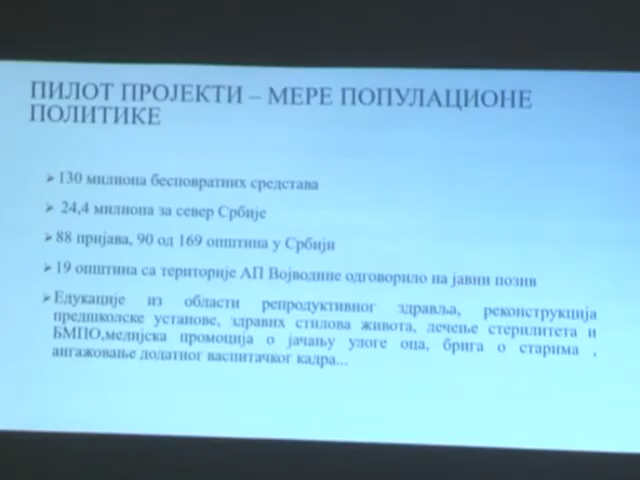 ПИЛОТ ПРОЈЕКТИ – МЕРЕ ПОПУЛАЦИОНЕ
ПОЛИТИКЕ
➢ 130 милиона бесповратних средстава
➢ 24,4 милиона за север Србије
➢ 88 пријава, 90 од 169 општина у Србији
➢ 19 општина са територије АП Војводине одговорило на јавни позив
➢ Едукације из области репродуктивног здравља, реконструкција
предшколске установе, здравих стилова живота, лечење стерилитета и
БМПО,медијска промоција о јачању улоге оца, брига о старима ,
ангажовање додатног васпитачког кадра...